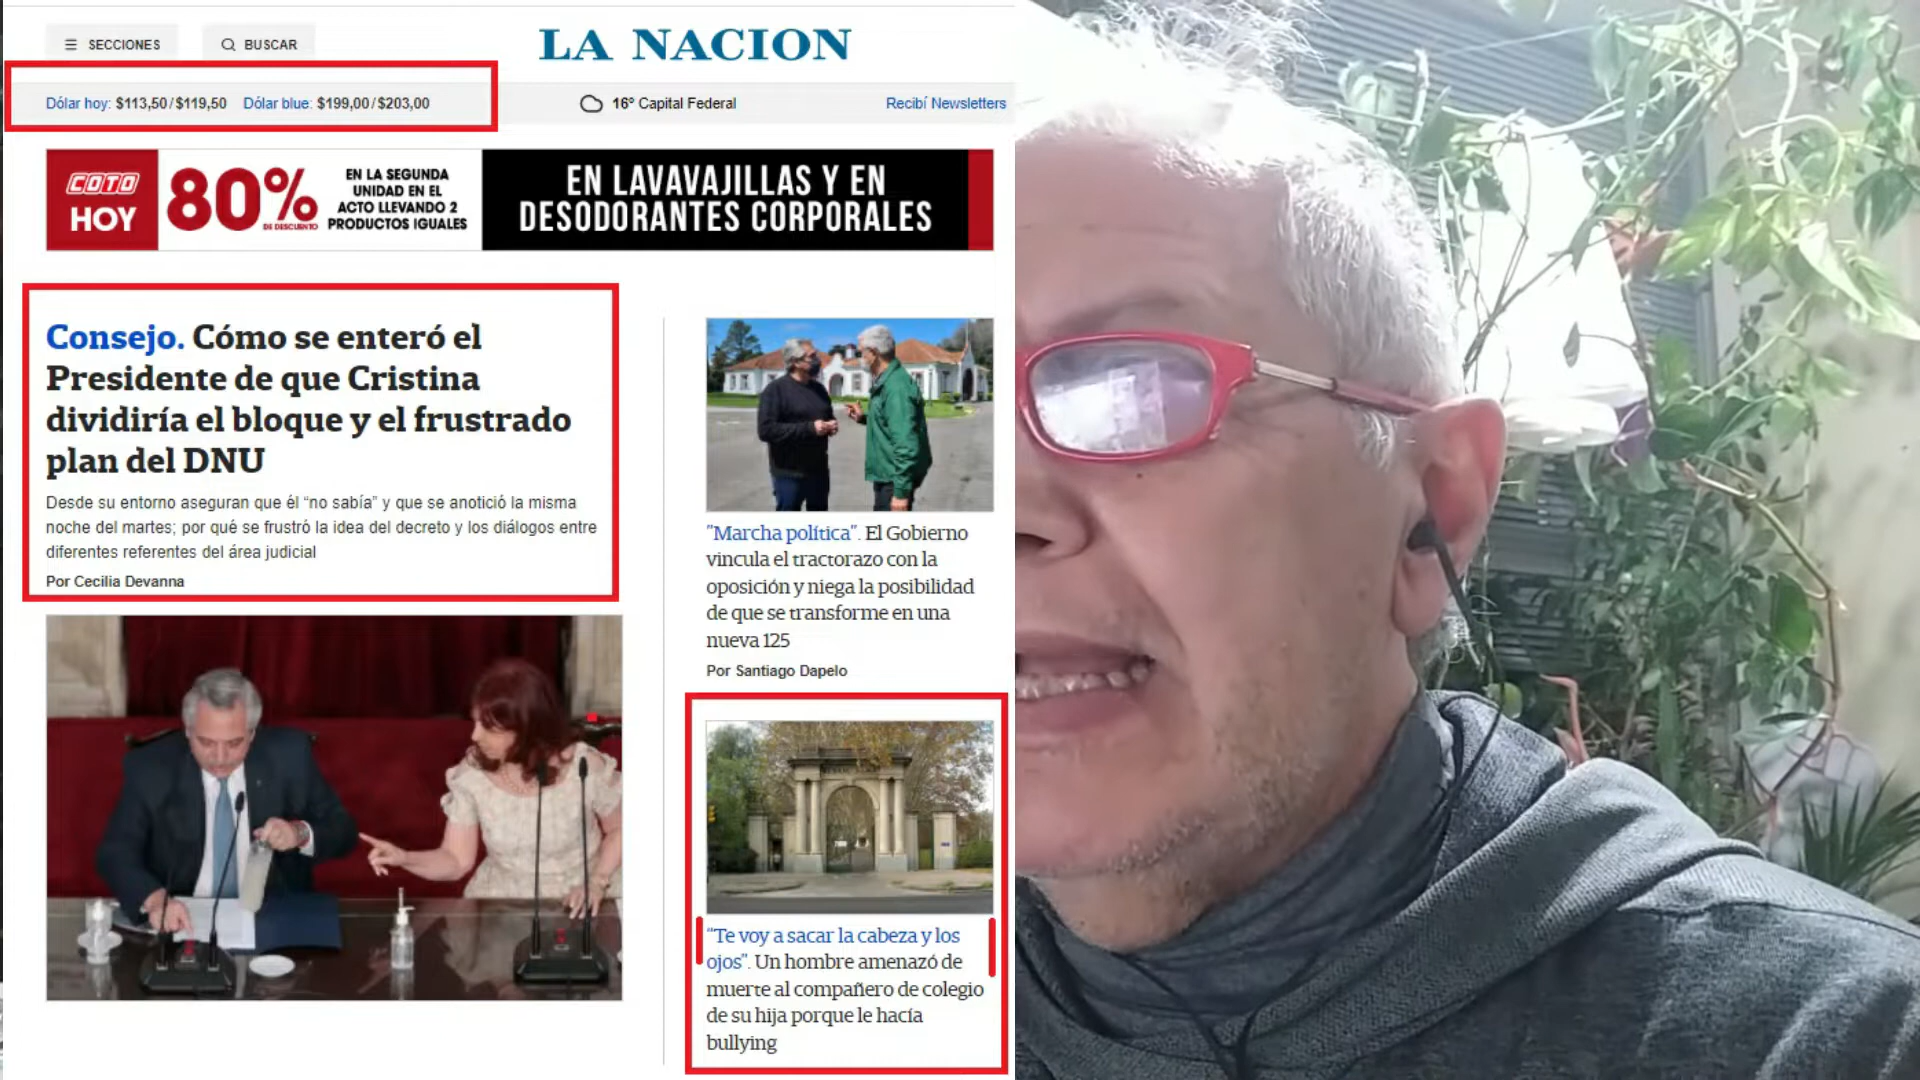 SECCIONES
BUSCAR
LA NACION
Dólar hoy: $113,50/$119,50 Dólar blue: $199,00/$203,00
16° Capital Federal
Recibí Newsletters
COTO
HOY
80%
DE DESCUENTO
EN LA SEGUNDA
UNIDAD EN EL
ACTO LLEVANDO 2
PRODUCTOS IGUALES
EN LAVAVAJILLAS Y EN
DESODORANTES CORPORALES
Consejo. Cómo se enteró el
Presidente de que Cristina
dividiría el bloque y el frustrado
plan del DNU
Desde su entorno aseguran que él “no sabía” y que se anotició la misma
noche del martes; por qué se frustró la idea del decreto y los diálogos entre
diferentes referentes del área judicial
Por Cecilia Devanna
"Marcha política". El Gobierno
vincula el tractorazo con la
oposición y niega la posibilidad
de que se transforme en una
nueva 125
Por Santiago Dapelo
“Te voy a sacar la cabeza y los
ojos”. Un hombre amenazó de
muerte al compañero de colegio
de su hija porque le hacía
bullying